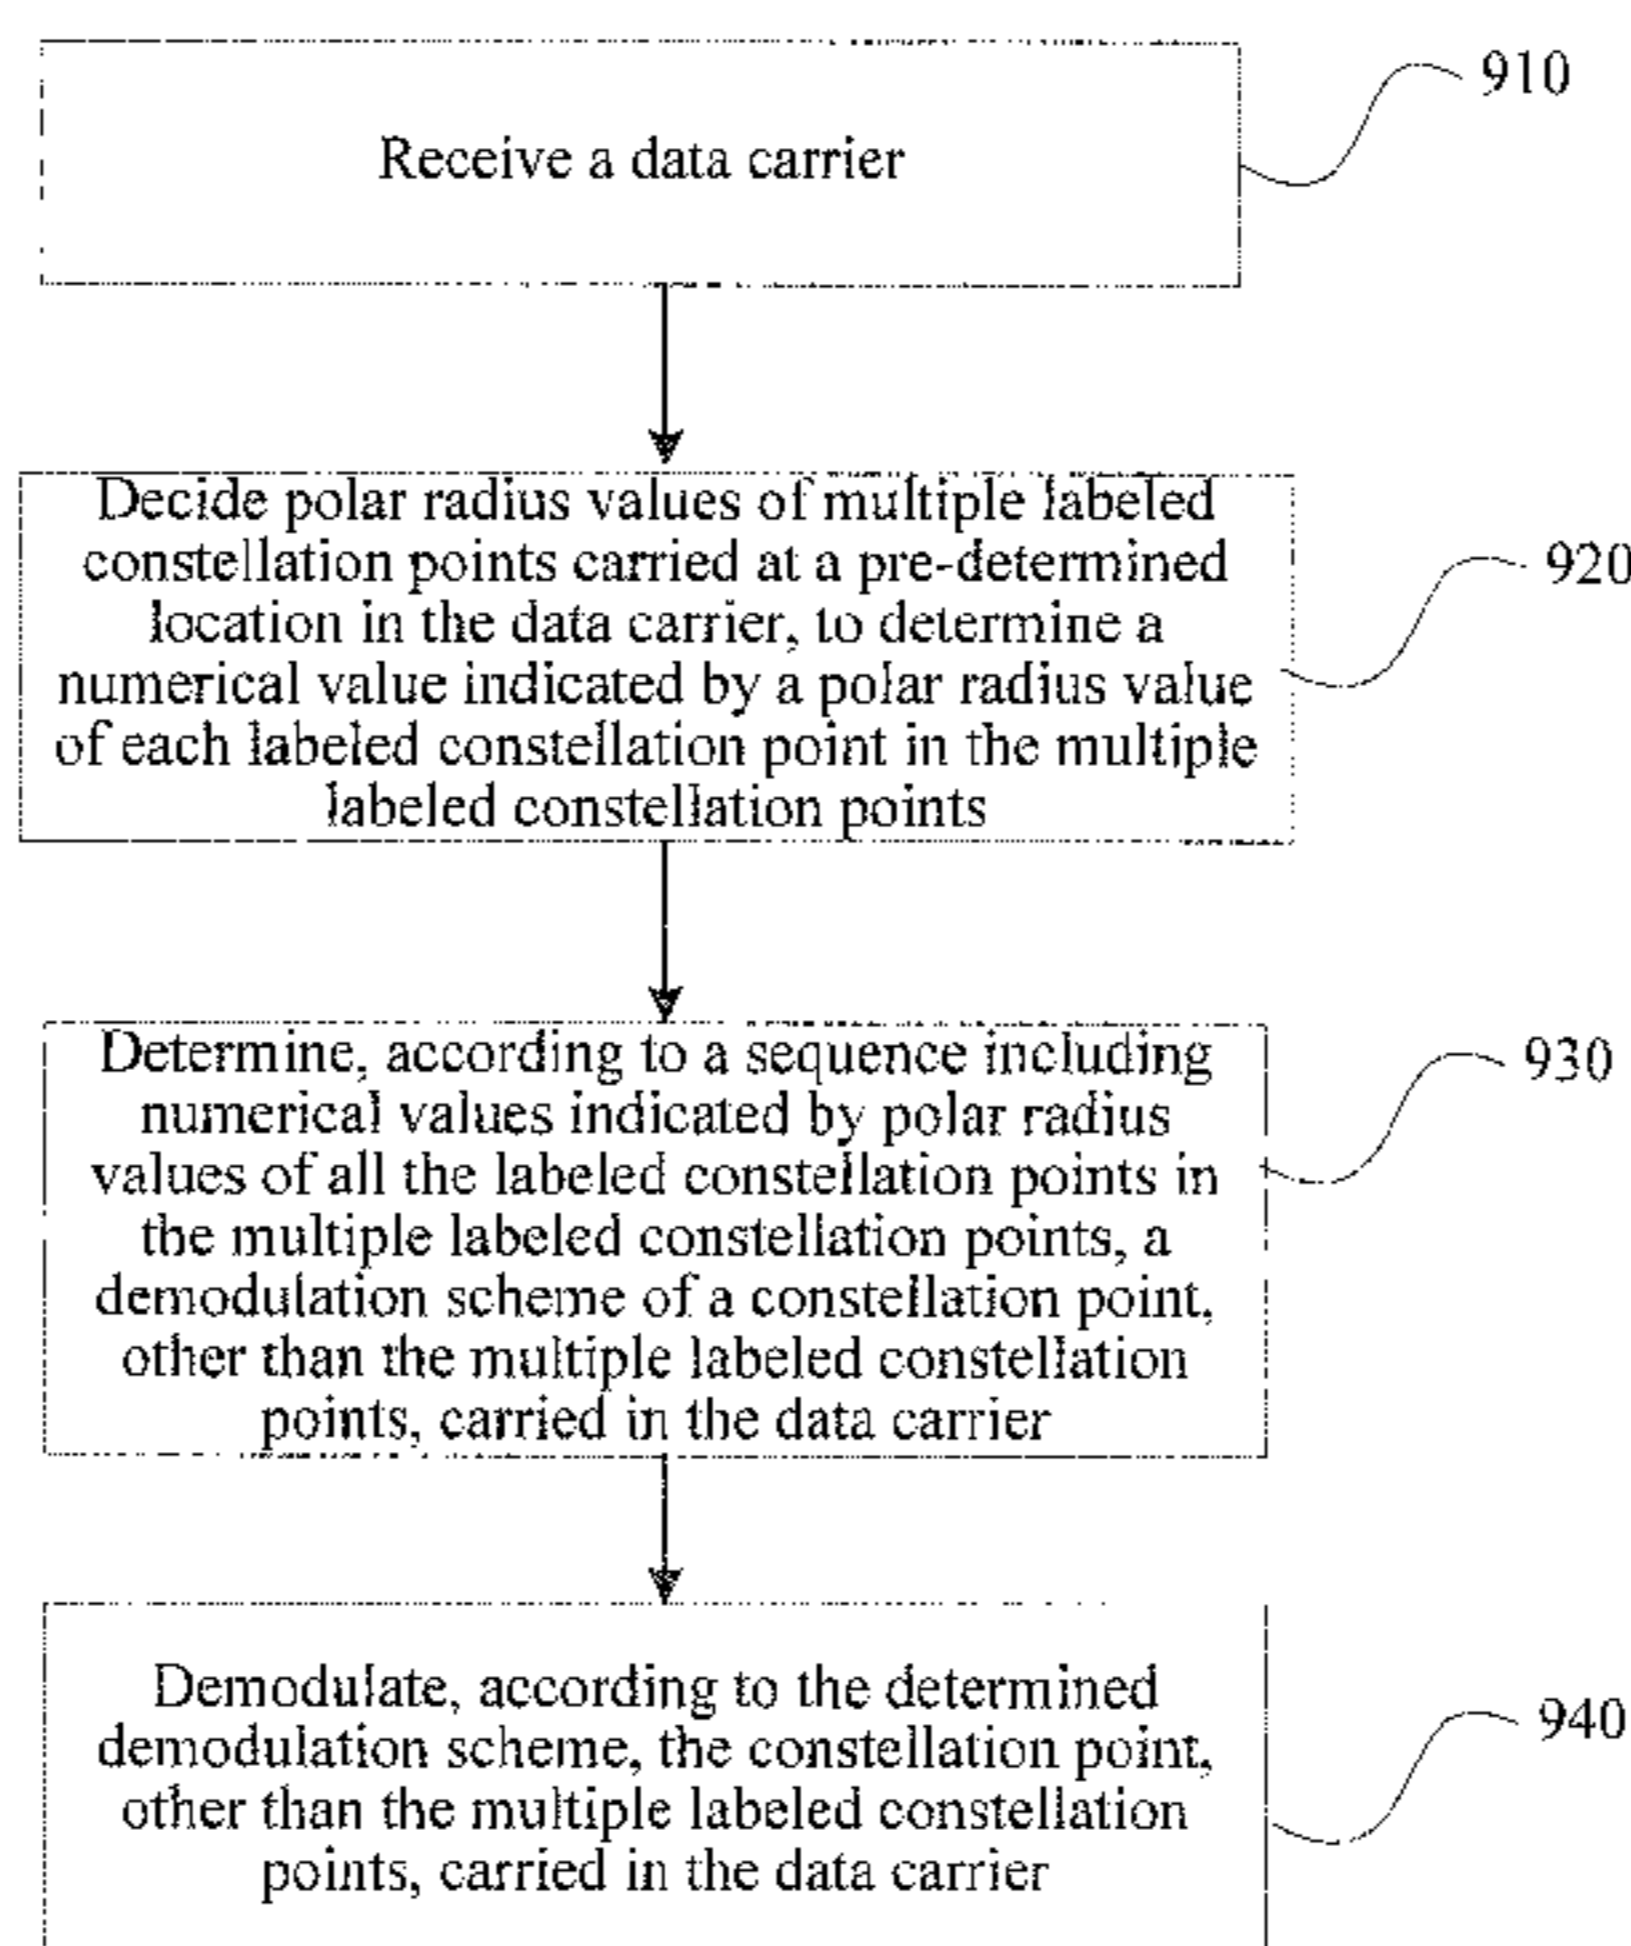 Receive a data carrier
910
Decide polar radius values of multiple labeled
constellation points carried at a pre-determined
location in the data carrier, to determine a
numerical value indicated by a polar radius value
of each labeled constellation point in the multiple
labeled constellation points
920
Determine, according to a sequence including
numerical values indicated by polar radius
values of all the labeled constellation points in
the multiple labeled constellation points, a
demodulation scheme of a constellation point,
other than the multiple labeled constellation
points, carried in the data carrier
930
Demodulate, according to the determined
demodulation scheme, the constellation point,
other than the multiple labeled constellation
points, carried in the data carrier
940